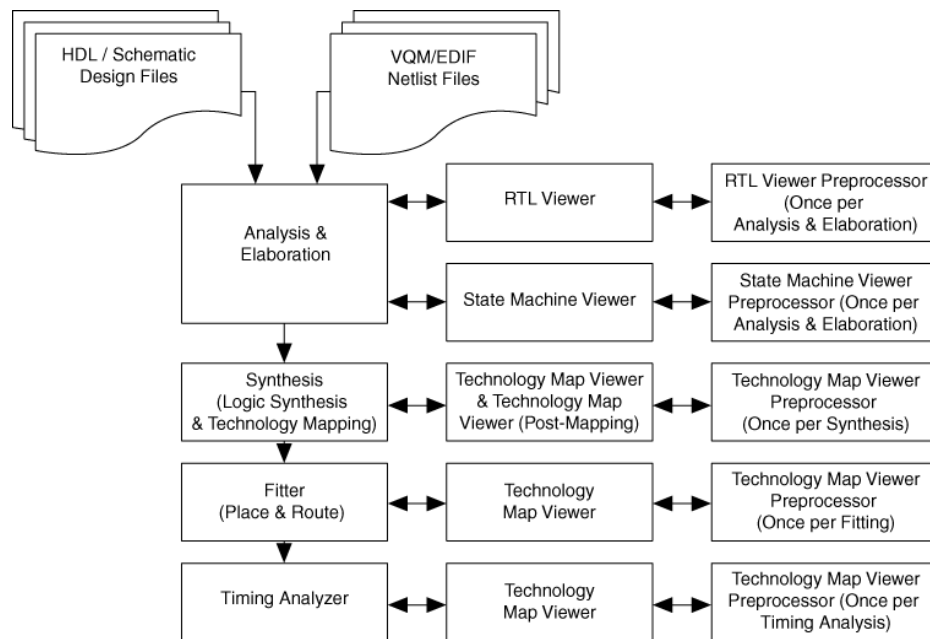 HDL / Schematic
Design Files
VQM/EDIF
Netlist Files
Analysis &
Elaboration
RTL Viewer
RTL Viewer Preprocessor
(Once per
Analysis & Elaboration)
State Machine Viewer
State Machine Viewer
Preprocessor (Once per
Analysis & Elaboration)
Synthesis
(Logic Synthesis
& Technology Mapping)
Technology Map Viewer
& Technology Map
Viewer (Post-Mapping)
Technology Map Viewer
Preprocessor
(Once per Synthesis)
Fitter
(Place & Route)
Technology
Map Viewer
Technology Map Viewer
Preprocessor
(Once per Fitting)
Timing Analyzer
Technology
Map Viewer
Technology Map Viewer
Preprocessor (Once per
Timing Analysis)